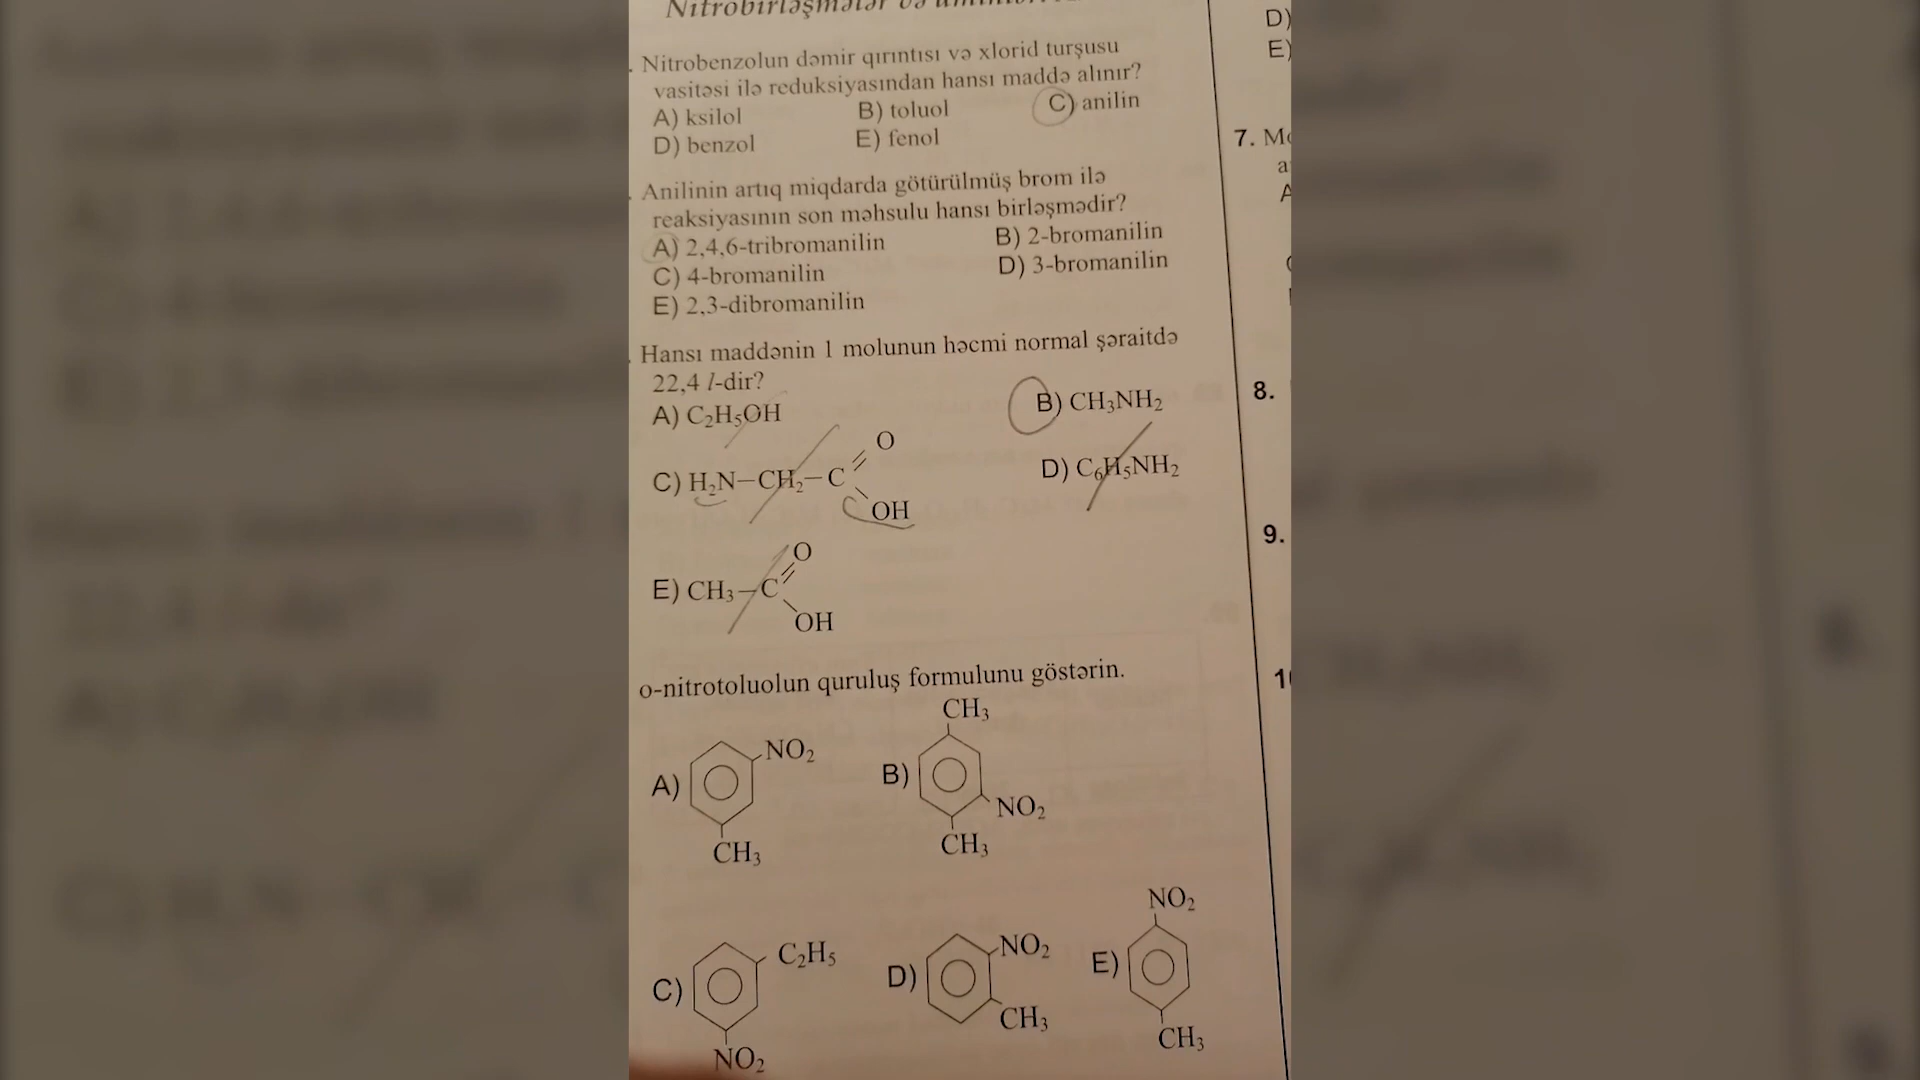 Nitrobirləşmələr və
. Nitrobenzolun dəmir qırıntısı və xlorid turşusu
vasitəsi ilə reduksiyasından hansı maddə alınır?
A) ksilol B) toluol C) anilin
D) benzol E) fenol
. Anilinin artıq miqdarda götürülmüş brom ilə
reaksiyasının son məhsulu hansı birləşmədir?
A) 2,4,6-tribromanilin B) 2-bromanilin
C) 4-bromanilin D) 3-bromanilin
E) 2,3-dibromanilin
. Hansı maddənin 1 molunun həcmi normal şəraitdə
22,4 l-dir?
A) C₂H₅OH B) CH₃NH₂
O
C) H₂N–CH₂–C D) C₆H₅NH₂
OH
O
E) CH₃–C
OH
o-nitrotoluolun quruluş formulunu göstərin.
A) NO₂
CH₃
B) CH₃
NO₂
CH₃
C) C₂H₅
NO₂
D) NO₂
CH₃
E) NO₂
CH₃
D)
E)
7. Mo
a
A
8.
9.